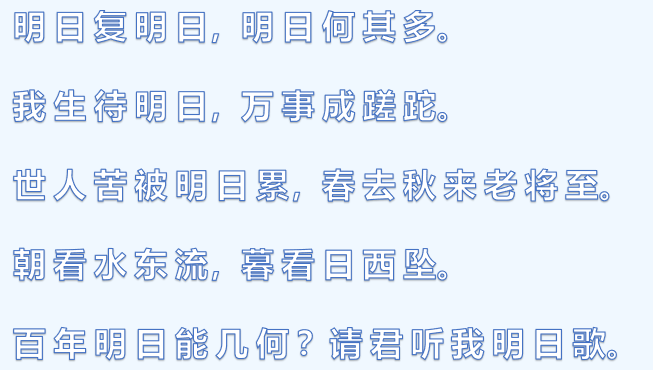 明日复明日，明日何其多。
我生待明日，万事成蹉跎。
世人苦被明日累，春去秋来老将至。
朝看水东流，暮看日西坠。
百年明日能几何？请君听我明日歌。